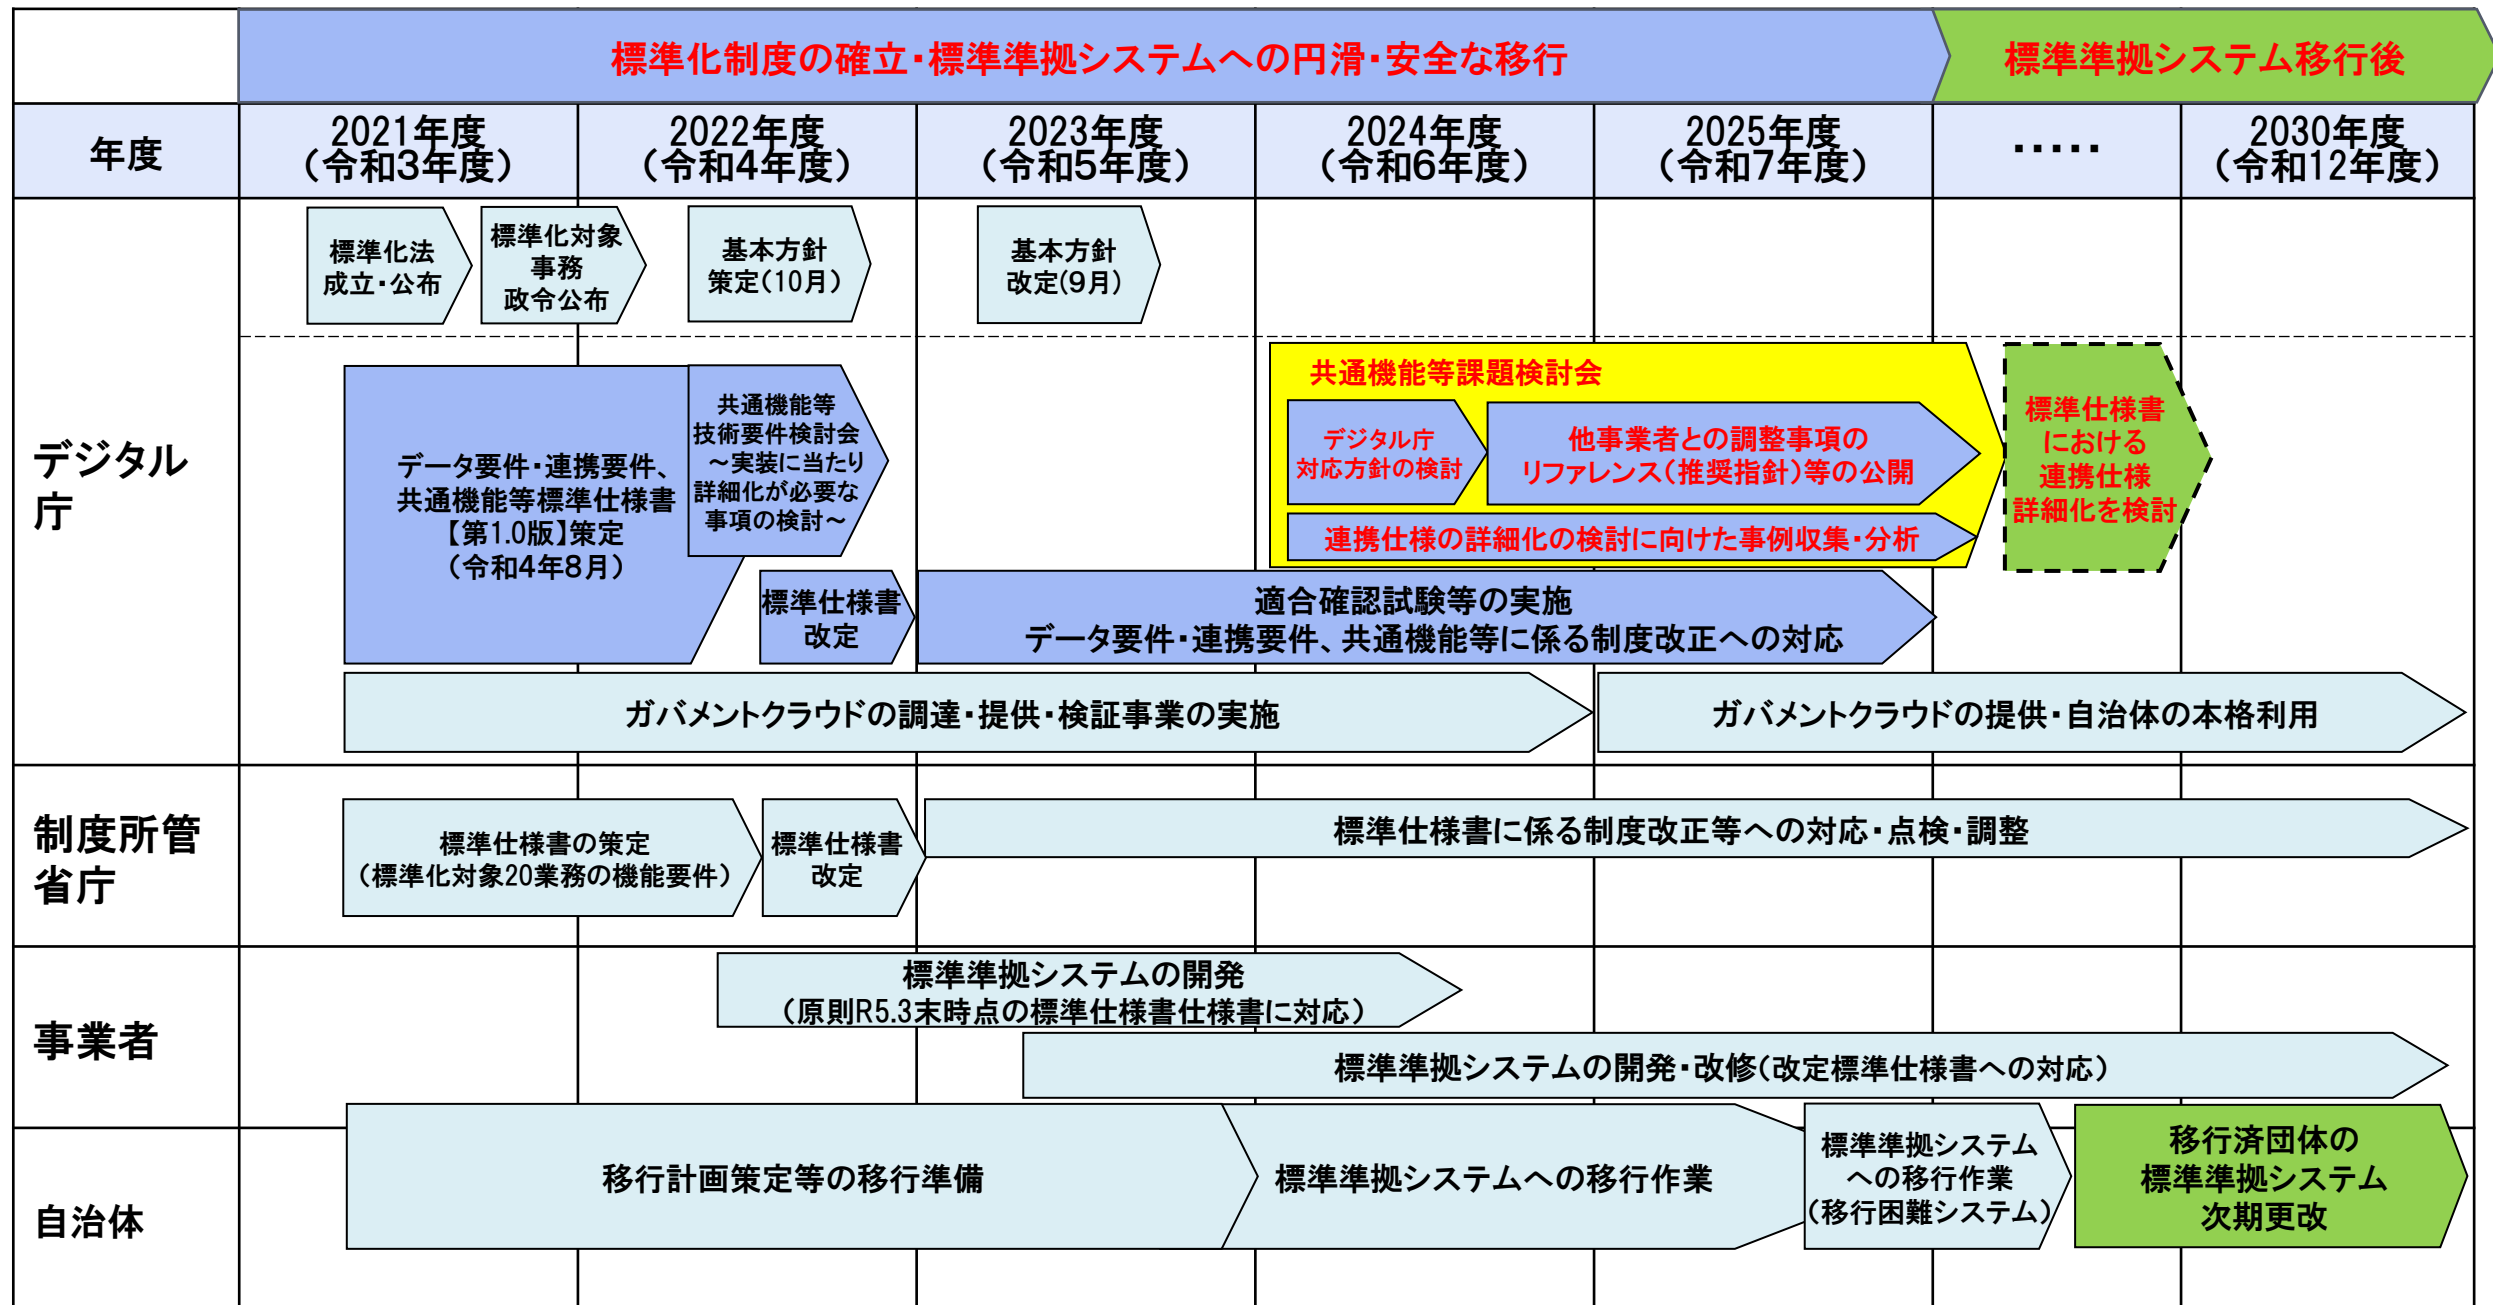 標準化制度の確立・標準準拠システムへの円滑・安全な移行
標準準拠システム移行後
年度
2021年度
（令和3年度）
2022年度
（令和4年度）
2023年度
（令和5年度）
2024年度
（令和6年度）
2025年度
（令和7年度）
・・・・・
2030年度
（令和12年度）
デジタル
庁
標準化法
成立・公布
標準化対象
事務
政令公布
基本方針
策定（10月）
基本方針
改定(9月)
データ要件・連携要件、
共通機能等標準仕様書
【第1.0版】策定
（令和4年8月）
共通機能等
技術要件検討会
～実装に当たり
詳細化が必要な
事項の検討～
標準仕様書
改定
共通機能等課題検討会
デジタル庁
対応方針の検討
他事業者との調整事項の
リファレンス（推奨指針）等の公開
連携仕様の詳細化の検討に向けた事例収集・分析
標準仕様書
における
連携仕様
詳細化を検討
適合確認試験等の実施
データ要件・連携要件、共通機能等に係る制度改正への対応
ガバメントクラウドの調達・提供・検証事業の実施
ガバメントクラウドの提供・自治体の本格利用
制度所管
省庁
標準仕様書の策定
（標準化対象20業務の機能要件）
標準仕様書
改定
標準仕様書に係る制度改正等への対応・点検・調整
事業者
標準準拠システムの開発
（原則R5.3末時点の標準仕様書仕様書に対応）
標準準拠システムの開発・改修（改定標準仕様書への対応）
自治体
移行計画策定等の移行準備
標準準拠システムへの移行作業
標準準拠システム
への移行作業
（移行困難システム）
移行済団体の
標準準拠システム
次期更改